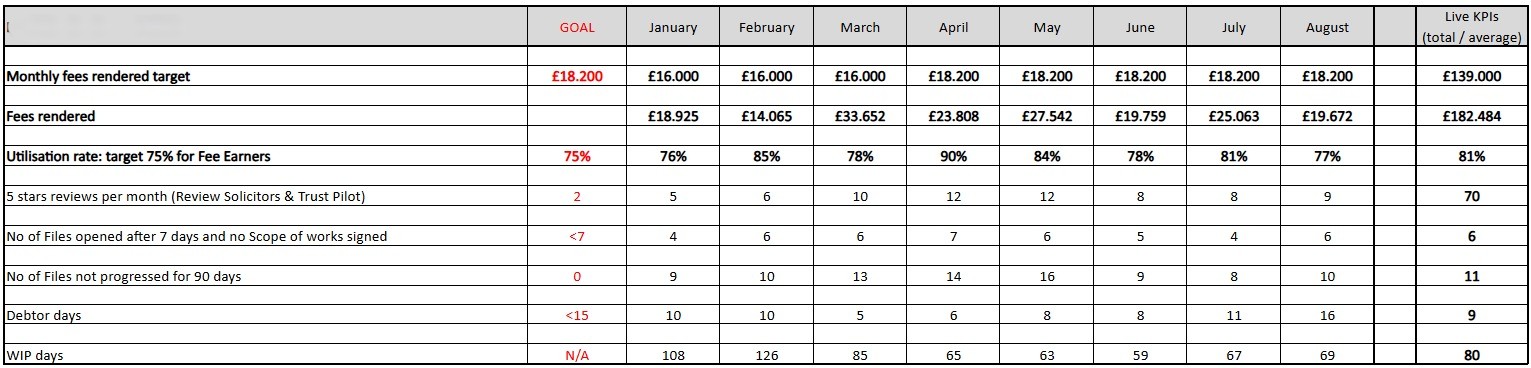 GOAL January February March April May June July August Live KPIs
(total / average)
Monthly fees rendered target £18.200 £16.000 £16.000 £16.000 £18.200 £18.200 £18.200 £18.200 £18.200 £139.000
Fees rendered £18.925 £14.065 £33.652 £23.808 £27.542 £19.759 £25.063 £19.672 £182.484
Utilisation rate: target 75% for Fee Earners 75% 76% 85% 78% 90% 84% 78% 81% 77% 81%
5 stars reviews per month (Review Solicitors & Trust Pilot) 2 5 6 10 12 12 8 8 9 70
No of Files opened after 7 days and no Scope of works signed <7 4 6 6 7 6 5 4 6 6
No of Files not progressed for 90 days 0 9 10 13 14 16 9 8 10 11
Debtor days <15 10 10 5 6 8 8 11 16 9
WIP days N/A 108 126 85 65 63 59 67 69 80